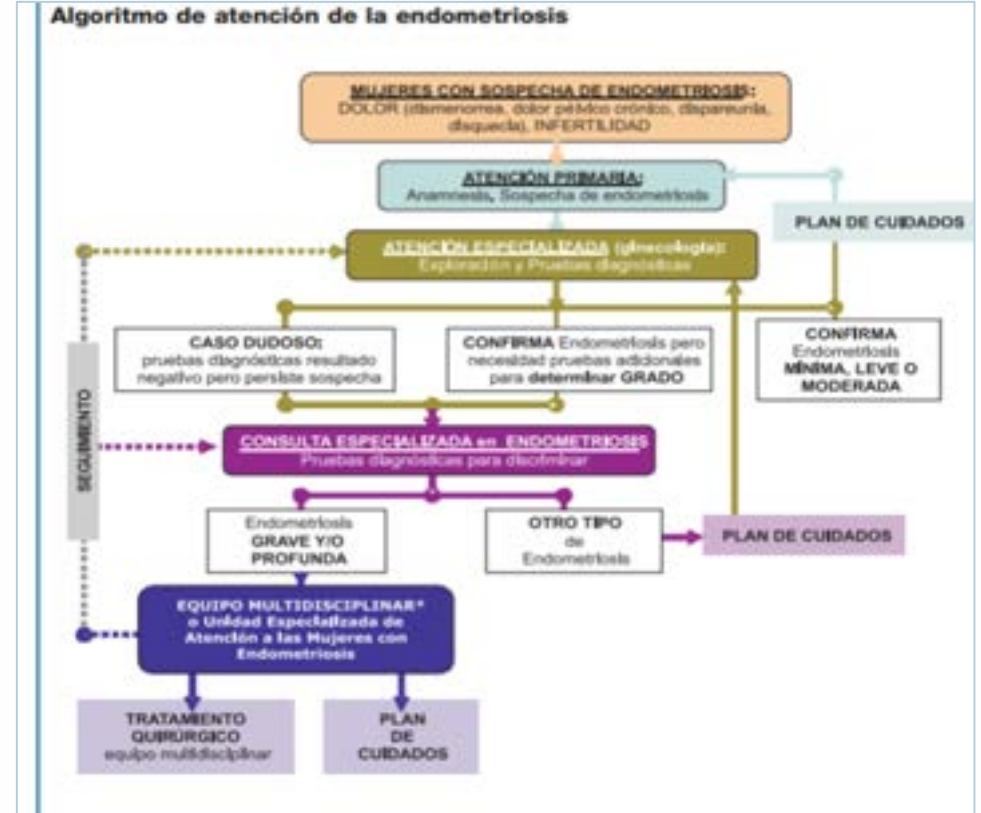 Algoritmo de atención de la endometriosis
MUJERES CON SOSPECHA DE ENDOMETRIOSIS:
DOLOR (dismenorrea, dolor pélvico crónico, dispareunia,
disquecia), INFERTILIDAD
ATENCIÓN PRIMARIA:
Anamnesis, Sospecha de endometriosis
PLAN DE CUIDADOS
ATENCIÓN ESPECIALIZADA (ginecología):
Exploración y Pruebas diagnósticas
CASO DUDOSO:
pruebas diagnósticas resultado
negativo pero persiste sospecha
CONFIRMA Endometriosis pero
necesidad pruebas adicionales
para determinar GRADO
CONFIRMA
Endometriosis
MÍNIMA, LEVE O
MODERADA
SEGUIMIENTO
CONSULTA ESPECIALIZADA en ENDOMETRIOSIS
Pruebas diagnósticas para discriminar
Endometriosis
GRAVE Y/O
PROFUNDA
OTRO TIPO
de
Endometriosis
PLAN DE CUIDADOS
EQUIPO MULTIDISCIPLINAR*
o Unidad Especializada de
Atención a las Mujeres con
Endometriosis
TRATAMIENTO
QUIRÚRGICO
equipo multidisciplinar
PLAN
DE
CUIDADOS